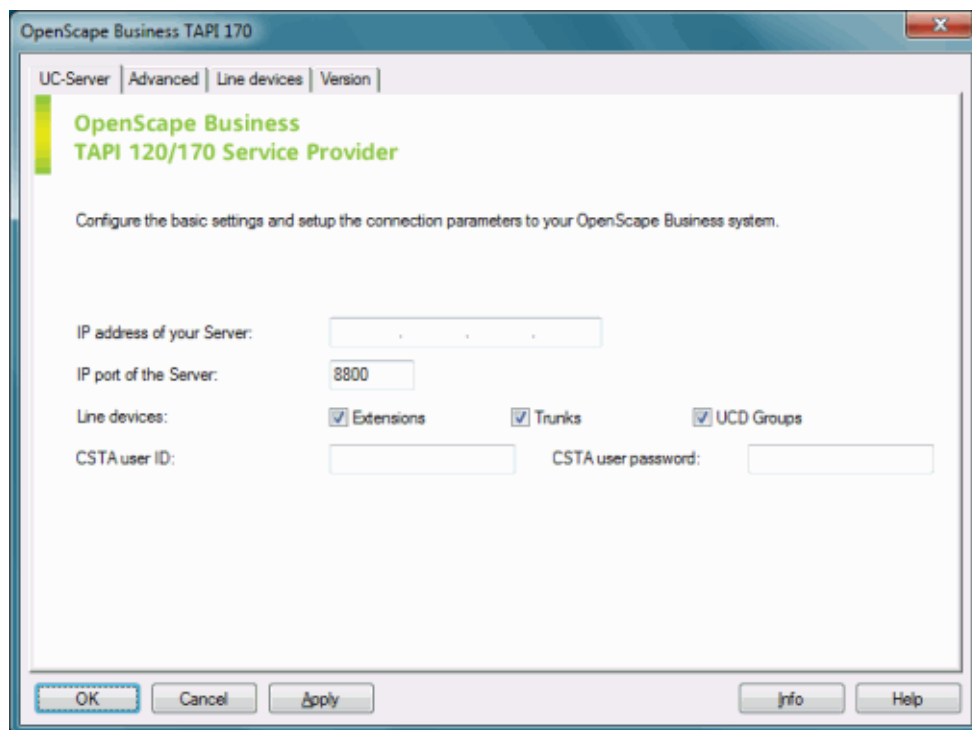 OpenScape Business TAPI 170
UC-Server Advanced Line devices Version
OpenScape Business
TAPI 120/170 Service Provider
Configure the basic settings and setup the connection parameters to your OpenScape Business system.
IP address of your Server: . . .
IP port of the Server: 8800
Line devices: Extensions Trunks UCD Groups
CSTA user ID: CSTA user password:
OK Cancel Apply Info Help